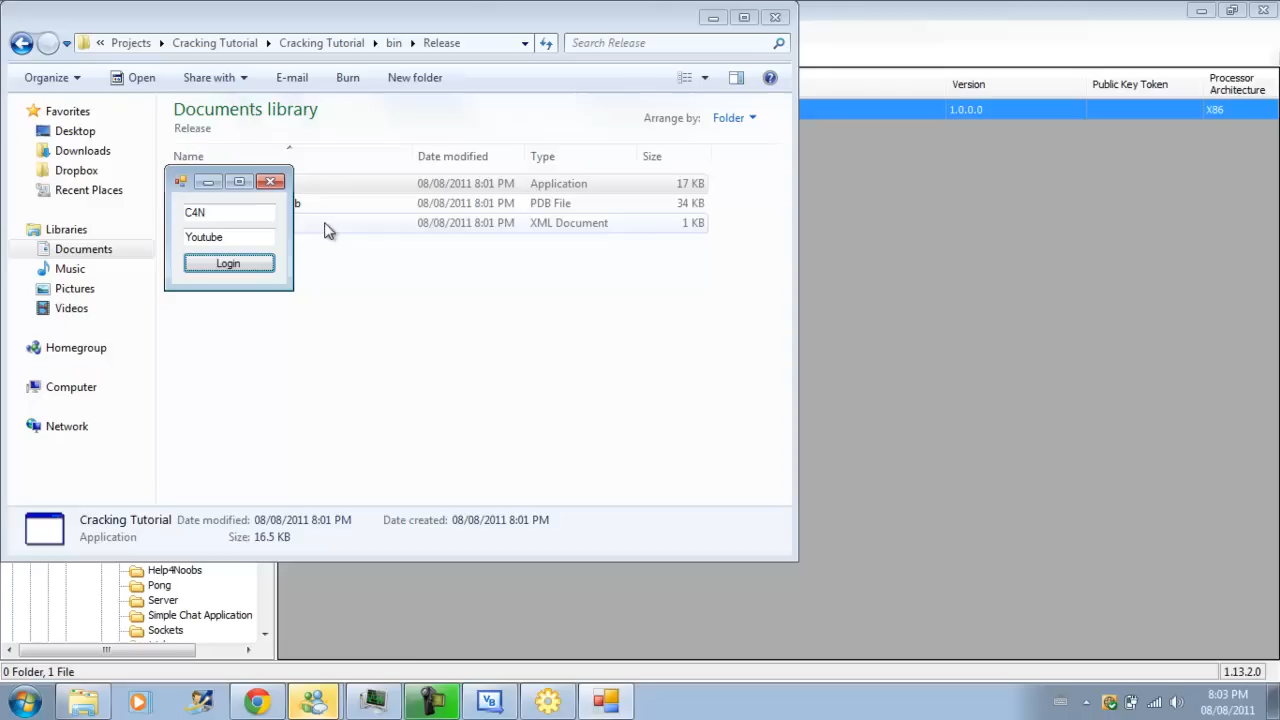 « Projects Cracking Tutorial Cracking Tutorial bin Release
Search Release
Organize Open Share with E-mail Burn New folder
Version
Public Key Token
Processor
Architecture
1.0.0.0
X86
Favorites
Desktop
Downloads
Dropbox
Recent Places
Libraries
Documents
Music
Pictures
Videos
Homegroup
Computer
Network
Documents library
Release
Arrange by: Folder
Name Date modified Type Size
08/08/2011 8:01 PM Application 17 KB
b 08/08/2011 8:01 PM PDB File 34 KB
08/08/2011 8:01 PM XML Document 1 KB
C4N
Youtube
Login
Cracking Tutorial Date modified: 08/08/2011 8:01 PM Date created: 08/08/2011 8:01 PM
Application Size: 16.5 KB
Help4Noobs
Pong
Server
Simple Chat Application
Sockets
0 Folder, 1 File
1.13.2.0
VB
8:03 PM
08/08/2011